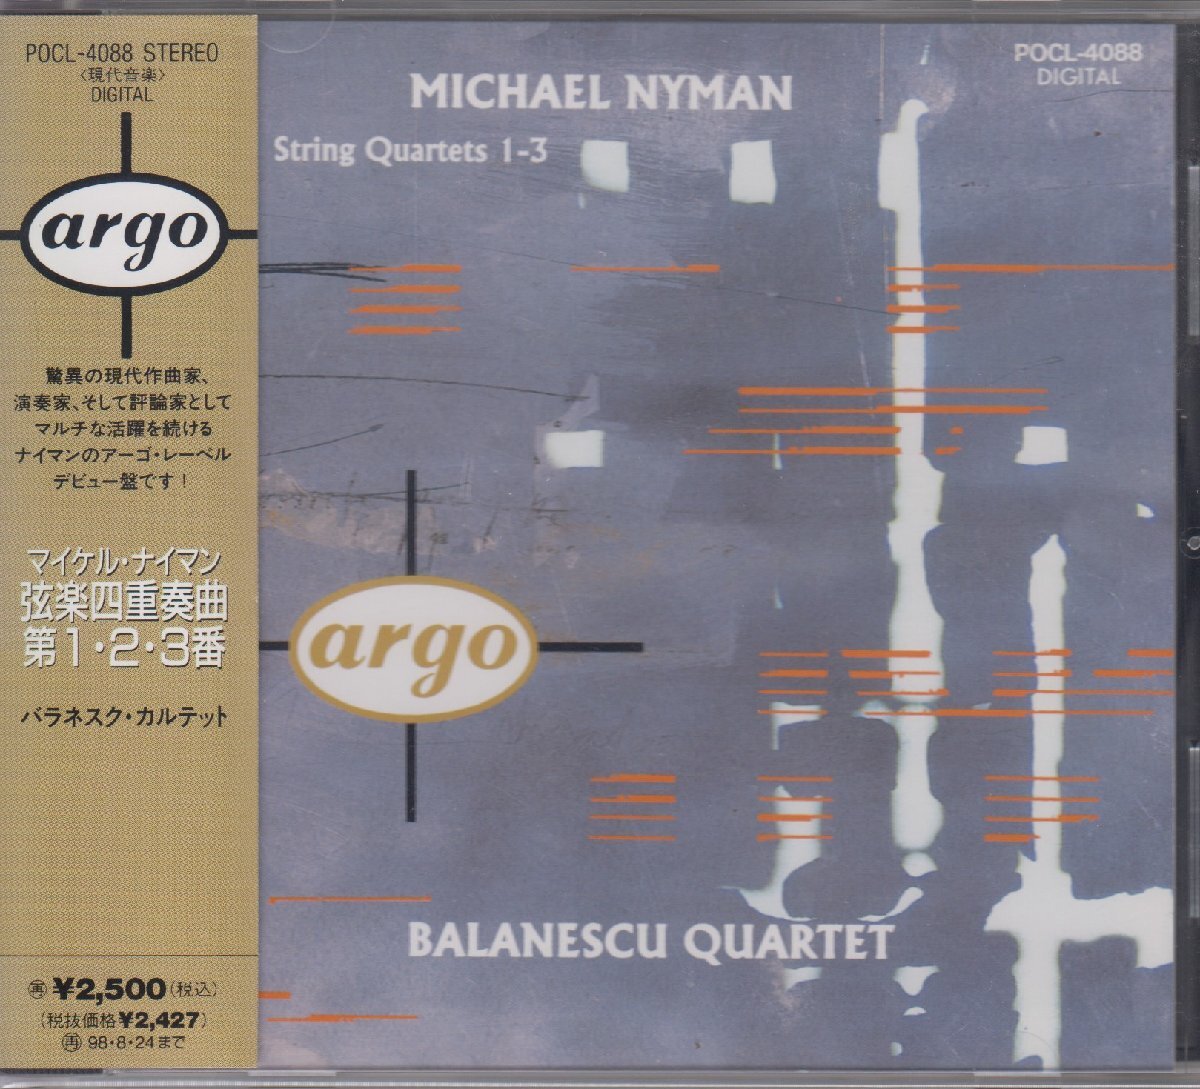 POCL-4088 STEREO
〈現代音楽〉
DIGITAL
argo
驚異の現代作曲家、
演奏家、そして評論家として
マルチな活躍を続ける
ナイマンのアーゴ・レーベル
デビュー盤です!
マイケル・ナイマン
弦楽四重奏曲
第1・2・3番
バラネスク・カルテット
再 ¥2,500(税込)
(税抜価格¥2,427)
再 98・8・24まで
POCL-4088
DIGITAL
MICHAEL NYMAN
String Quartets 1-3
argo
BALANESCU QUARTET